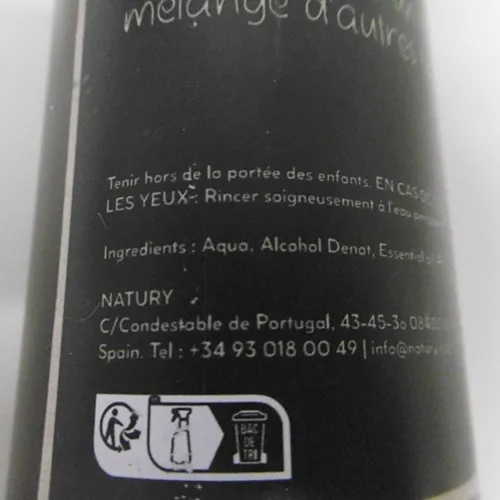 mélange d'autres
Tenir hors de la portée des enfants. EN CAS DE
LES YEUX: Rincer soigneusement à l'eau
Ingredients : Aqua. Alcohol Denat, Essential
NATURY
C/Condestable de Portugal, 43-45-3o
Spain. Tel : +34 93 018 00 49 | info@natury
BAC
DE
TRI